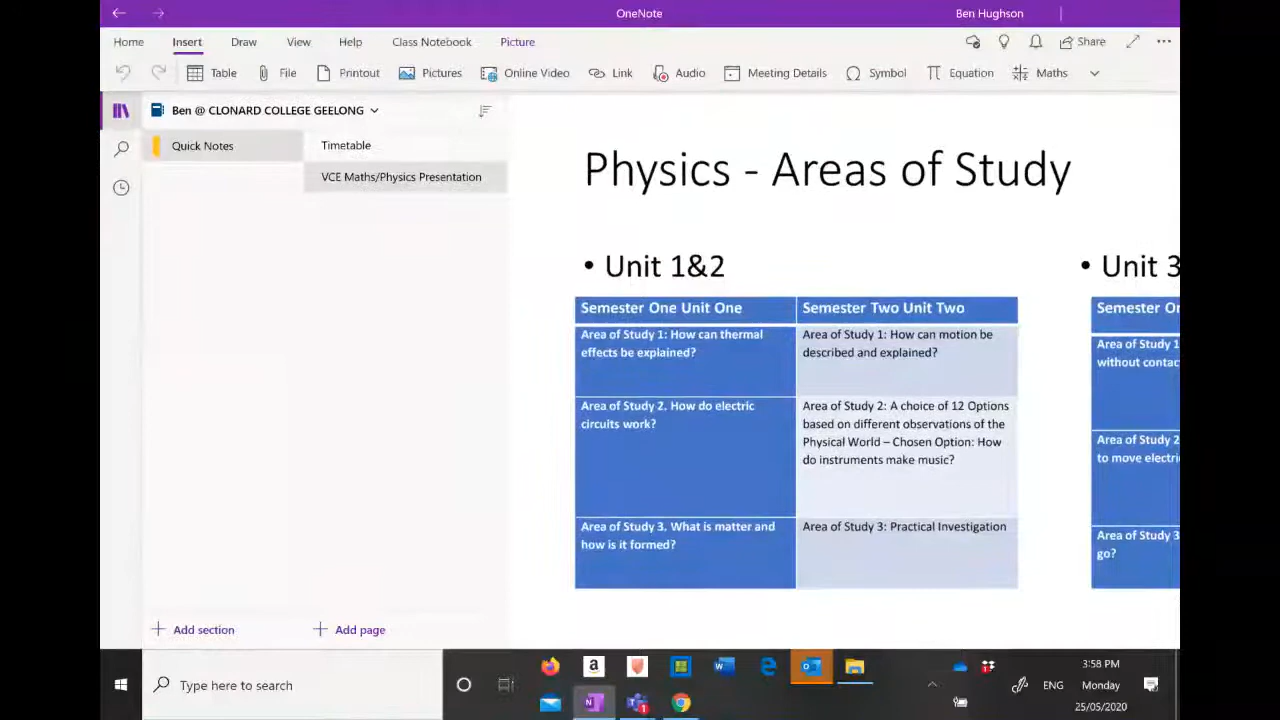 OneNote
Ben Hughson
Home Insert Draw View Help Class Notebook Picture
Share
Table File Printout Pictures Online Video Link Audio Meeting Details Symbol Equation Maths
Ben @ CLONARD COLLEGE GEELONG
Quick Notes
Timetable
VCE Maths/Physics Presentation
Physics - Areas of Study
• Unit 1&2
Semester One Unit One
Semester Two Unit Two
Area of Study 1: How can thermal
effects be explained?
Area of Study 1: How can motion be
described and explained?
Area of Study 2. How do electric
circuits work?
Area of Study 2: A choice of 12 Options
based on different observations of the
Physical World – Chosen Option: How
do instruments make music?
Area of Study 3. What is matter and
how is it formed?
Area of Study 3: Practical Investigation
• Unit 3
Semester On
Area of Study 1
without contac
Area of Study 2
to move electri
Area of Study 3
go?
Add section
Add page
Type here to search
3:58 PM
ENG
Monday
25/05/2020